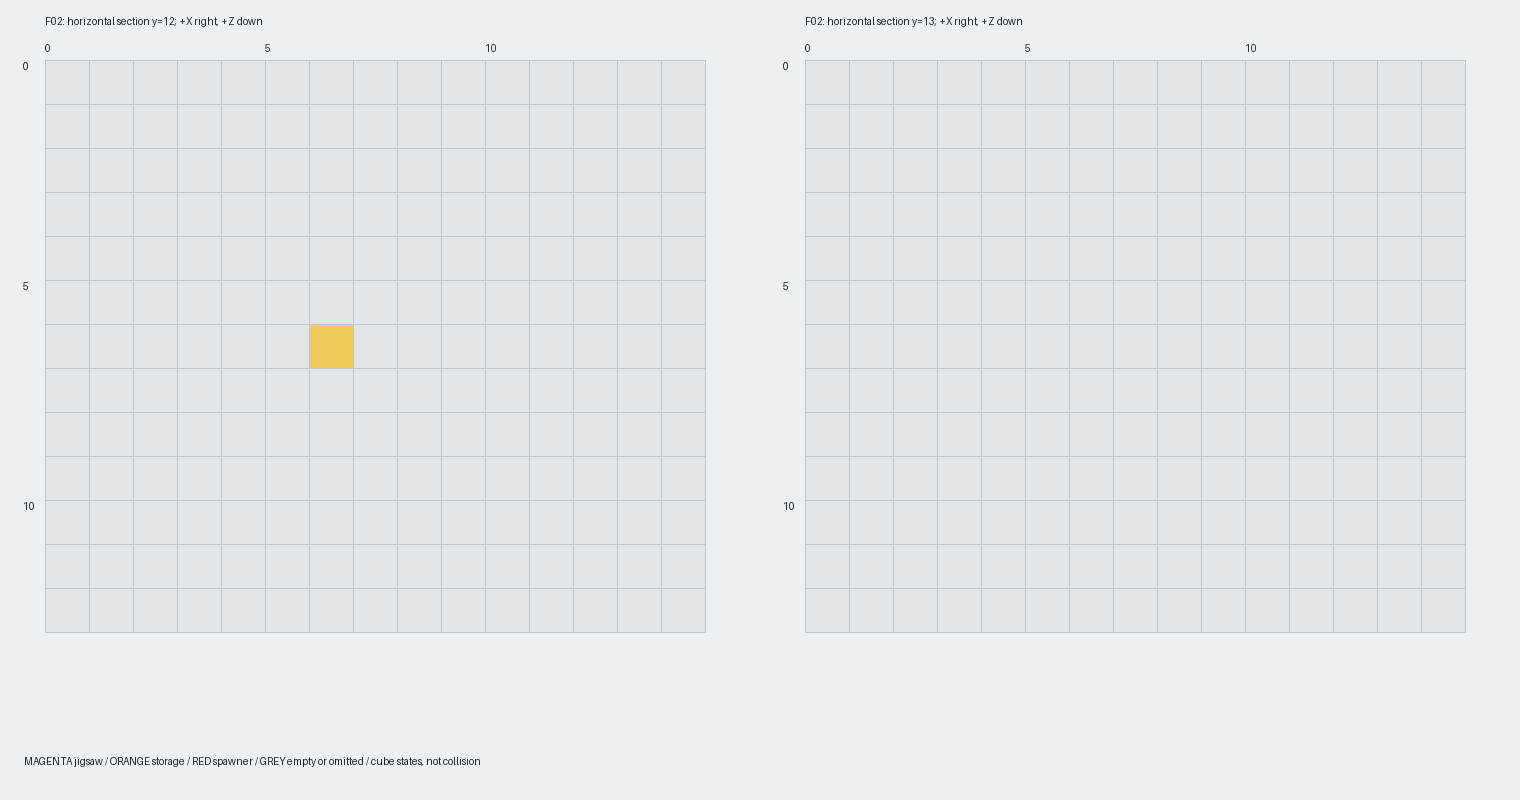 F02: horizontal section y=12; +X right, +Z down
0 5 10
0
5
10
F02: horizontal section y=13; +X right, +Z down
0 5 10
0
5
10
MAGENTA jigsaw / ORANGE storage / RED spawner / GREY empty or omitted / cube states, not collision